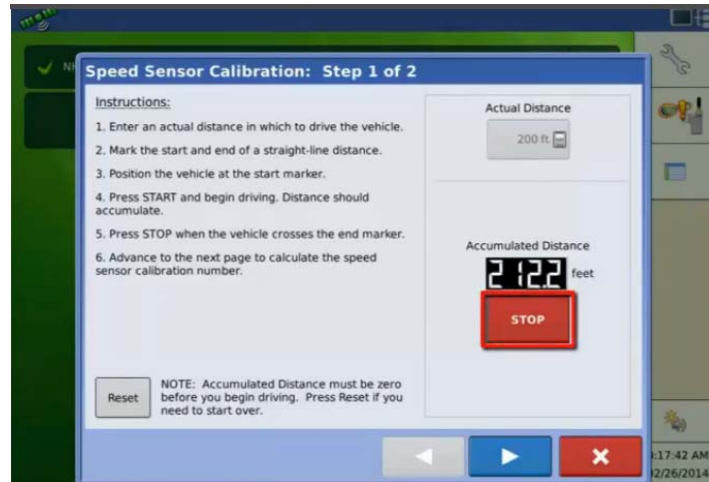 NH
Speed Sensor Calibration: Step 1 of 2
Instructions:
1. Enter an actual distance in which to drive the vehicle.
2. Mark the start and end of a straight-line distance.
3. Position the vehicle at the start marker.
4. Press START and begin driving. Distance should
accumulate.
5. Press STOP when the vehicle crosses the end marker.
6. Advance to the next page to calculate the speed
sensor calibration number.
Actual Distance
200 ft
Accumulated Distance
212.2 feet
STOP
Reset
NOTE: Accumulated Distance must be zero
before you begin driving. Press Reset if you
need to start over.
:17:42 AM
02/26/2014